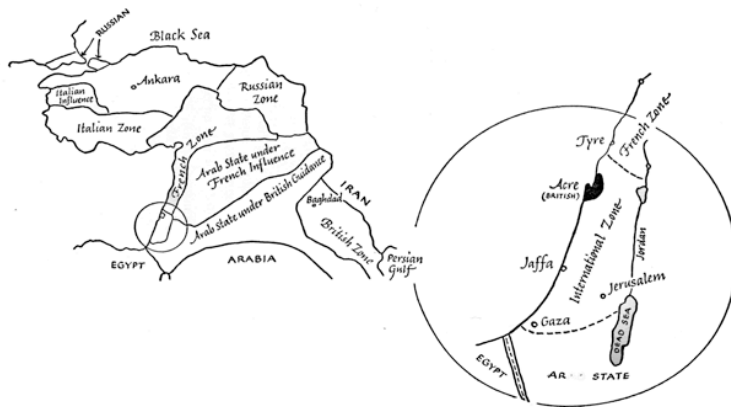 RUSSIAN
Black Sea
Ankara
Italian
Influence
Russian
Zone
Italian Zone
French Zone
Arab State under
French Influence
Arab State under British Guidance
IRAN
Baghdad
British Zone
EGYPT
ARABIA
Persian
Gulf
Tyre
French Zone
Acre
(BRITISH)
International Zone
Jordan
Jaffa
Jerusalem
Gaza
DEAD SEA
EGYPT
AR STATE